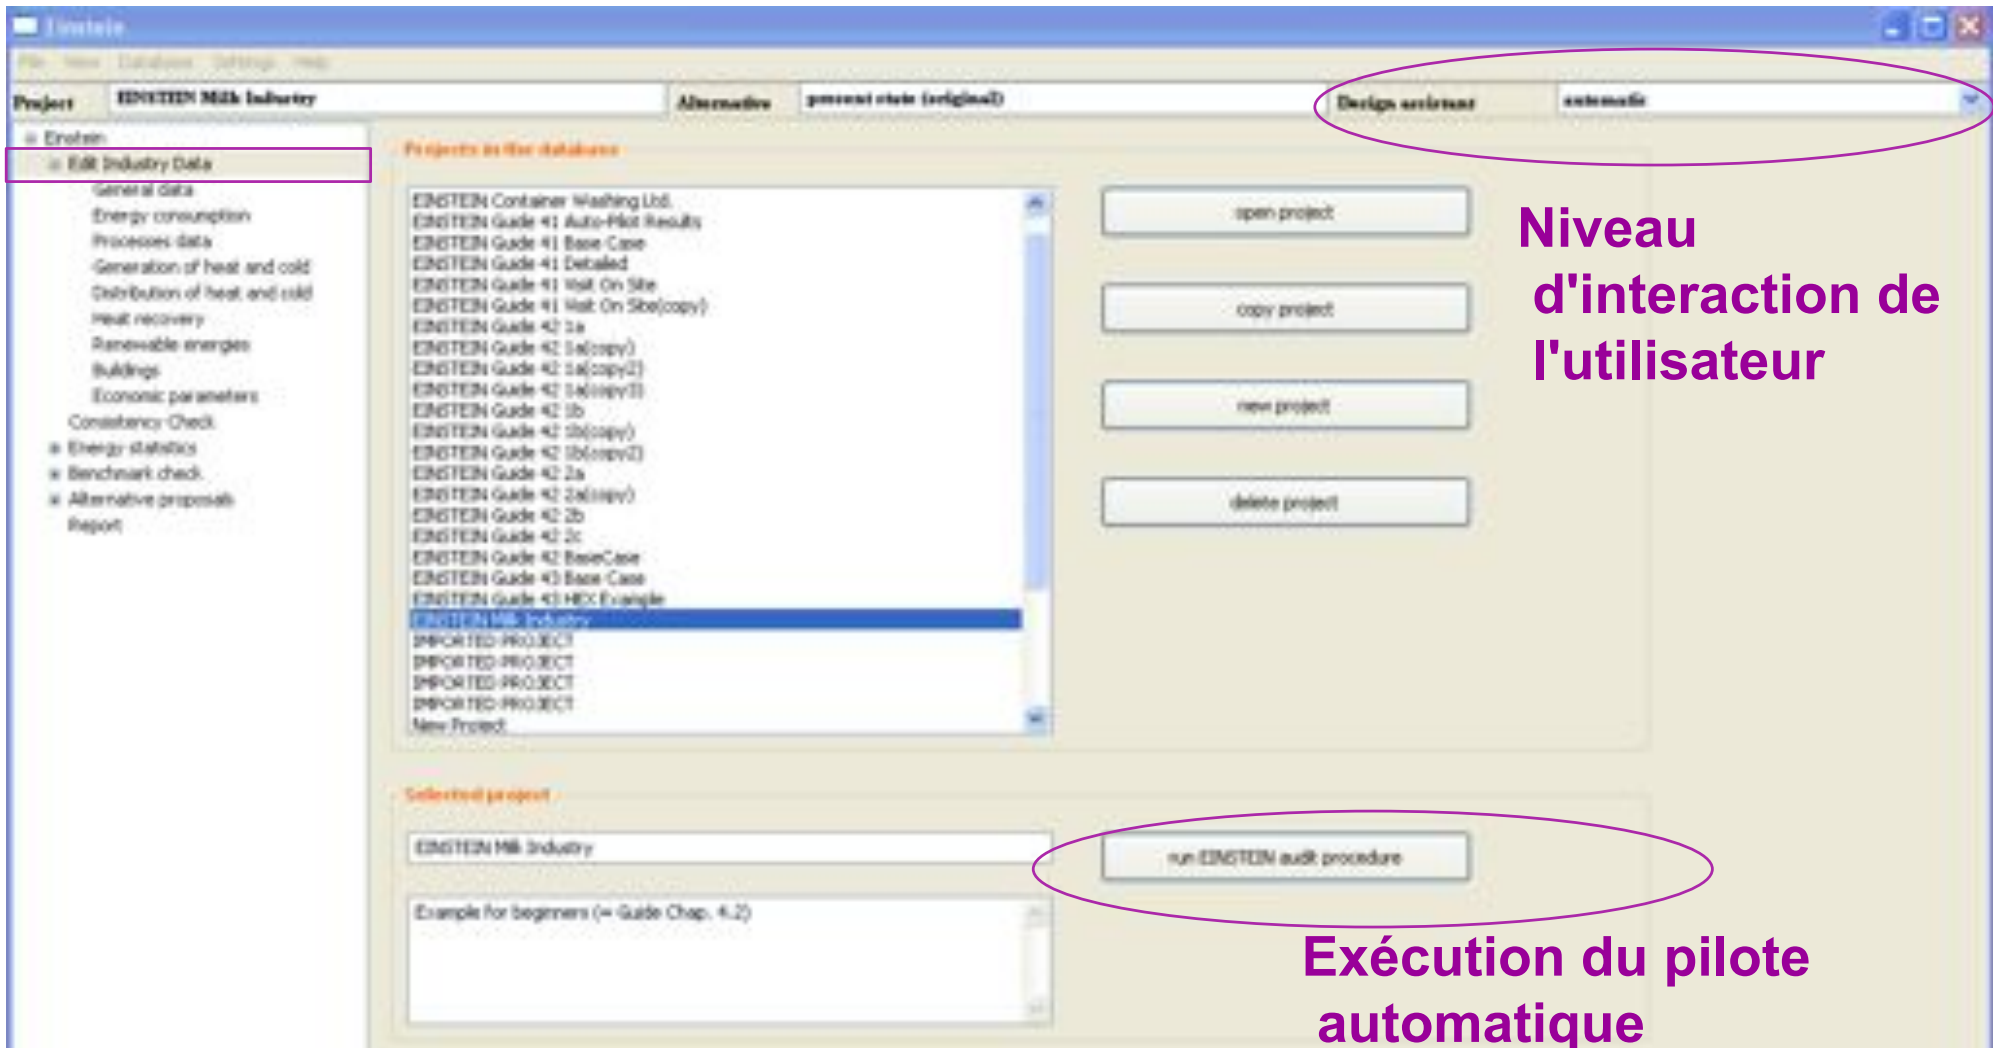 Einstein
File View Database Settings Help
Project EINSTEIN Milk Industry Alternative present state (original) Design assistant automatic
Einstein
Edit Industry Data
General data
Energy consumption
Processes data
Generation of heat and cold
Distribution of heat and cold
Heat recovery
Renewable energies
Buildings
Economic parameters
Consistency Check
Energy statistics
Benchmark check
Alternative proposals
Report
Projects in the database
EINSTEIN Container Washing Ltd.
EINSTEIN Guide 41 Auto-Pilot Results
EINSTEIN Guide 41 Base Case
EINSTEIN Guide 41 Detailed
EINSTEIN Guide 41 Visit On Site
EINSTEIN Guide 41 Visit On Site(copy)
EINSTEIN Guide 42 1a
EINSTEIN Guide 42 1a(copy)
EINSTEIN Guide 42 1a(copy2)
EINSTEIN Guide 42 1a(copy3)
EINSTEIN Guide 42 1b
EINSTEIN Guide 42 1b(copy)
EINSTEIN Guide 42 1b(copy2)
EINSTEIN Guide 42 2a
EINSTEIN Guide 42 2a(copy)
EINSTEIN Guide 42 2b
EINSTEIN Guide 42 2c
EINSTEIN Guide 42 BaseCase
EINSTEIN Guide 43 Base Case
EINSTEIN Guide 43 HEX Example
EINSTEIN Milk Industry
IMPORTED PROJECT
IMPORTED PROJECT
IMPORTED PROJECT
IMPORTED PROJECT
New Project
open project
copy project
new project
delete project
Niveau
d'interaction de
l'utilisateur
Selected project
EINSTEIN Milk Industry
run EINSTEIN audit procedure
Example for beginners (= Guide Chap. 4.2)
Exécution du pilote
automatique